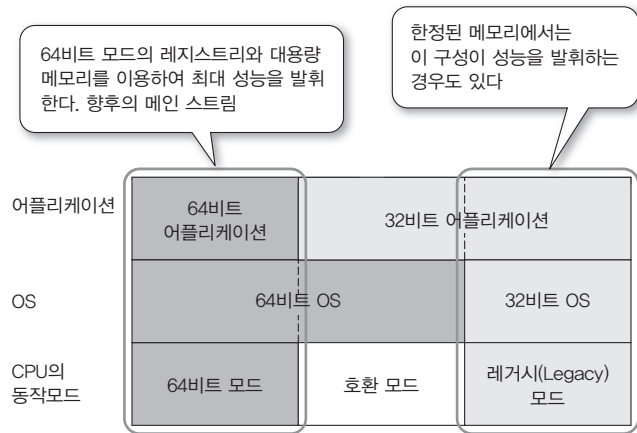 64비트 모드의 레지스트리와 대용량
메모리를 이용하여 최대 성능을 발휘
한다. 향후의 메인 스트림
한정된 메모리에서는
이 구성이 성능을 발휘하는
경우도 있다
어플리케이션
64비트
어플리케이션
32비트 어플리케이션
OS
64비트 OS
32비트 OS
CPU의
동작모드
64비트 모드
호환 모드
레거시(Legacy)
모드